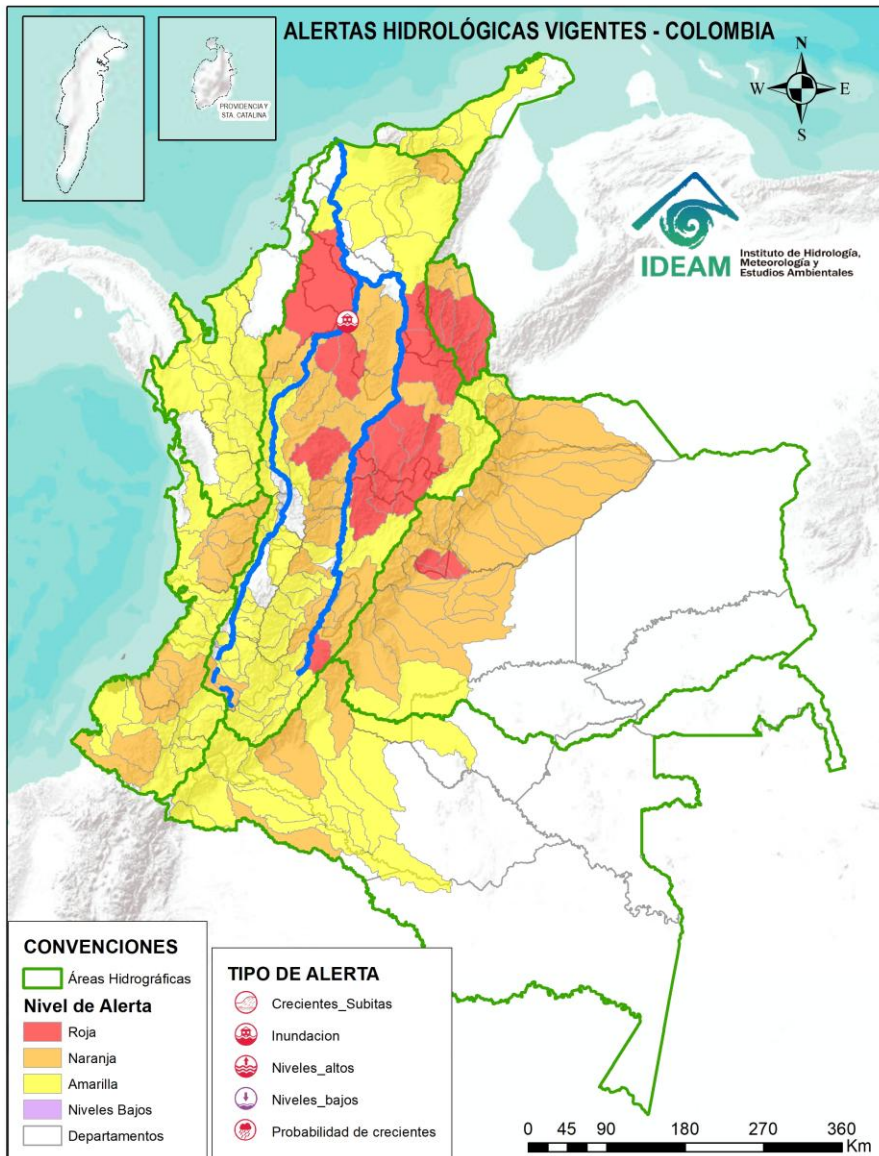 ALERTAS HIDROLÓGICAS VIGENTES - COLOMBIA
PROVIDENCIA Y
STA. CATALINA
N
W
E
S
IDEAM
Instituto de Hidrología,
Meteorología y
Estudios Ambientales
CONVENCIONES
Áreas Hidrográficas
Nivel de Alerta
Roja
Naranja
Amarilla
Niveles Bajos
Departamentos
TIPO DE ALERTA
Crecientes_Subitas
Inundacion
Niveles_altos
Niveles_bajos
Probabilidad de crecientes
0 45 90 180 270 360
Km